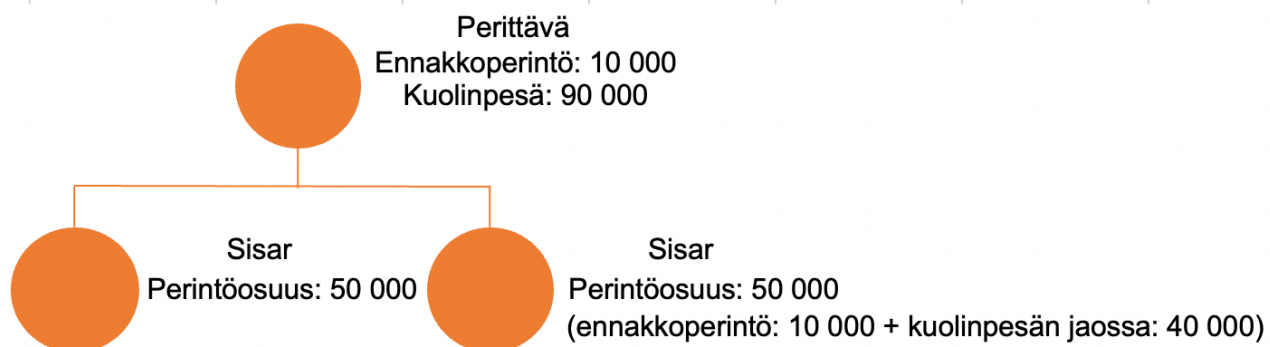 Perittävä
Ennakkoperintö: 10 000
Kuolinpesä: 90 000
Sisar
Perintöosuus: 50 000
Sisar
Perintöosuus: 50 000
(ennakkoperintö: 10 000 + kuolinpesän jaossa: 40 000)